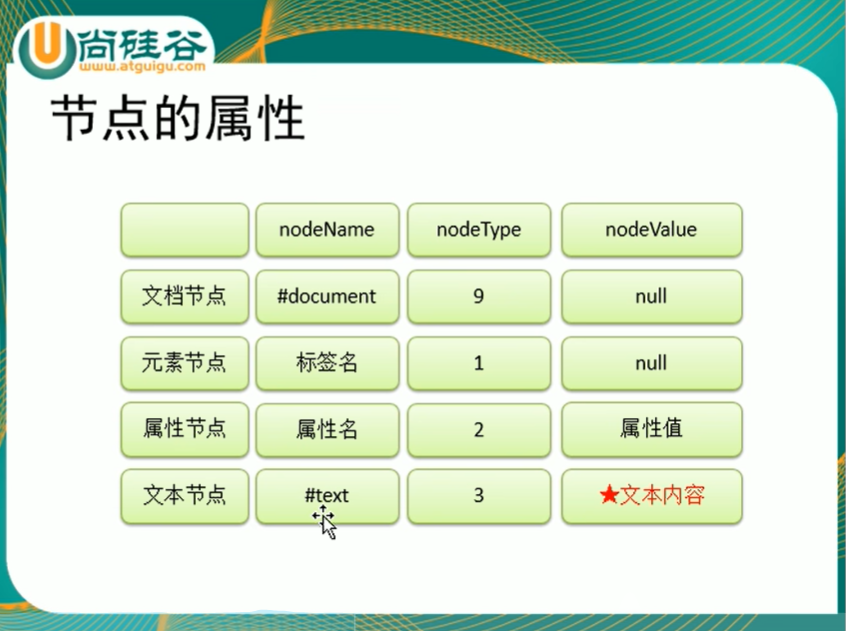 尚硅谷
www.atguigu.com
节点的属性
nodeName nodeType nodeValue
文档节点 #document 9 null
元素节点 标签名 1 null
属性节点 属性名 2 属性值
文本节点 #text 3 ★文本内容